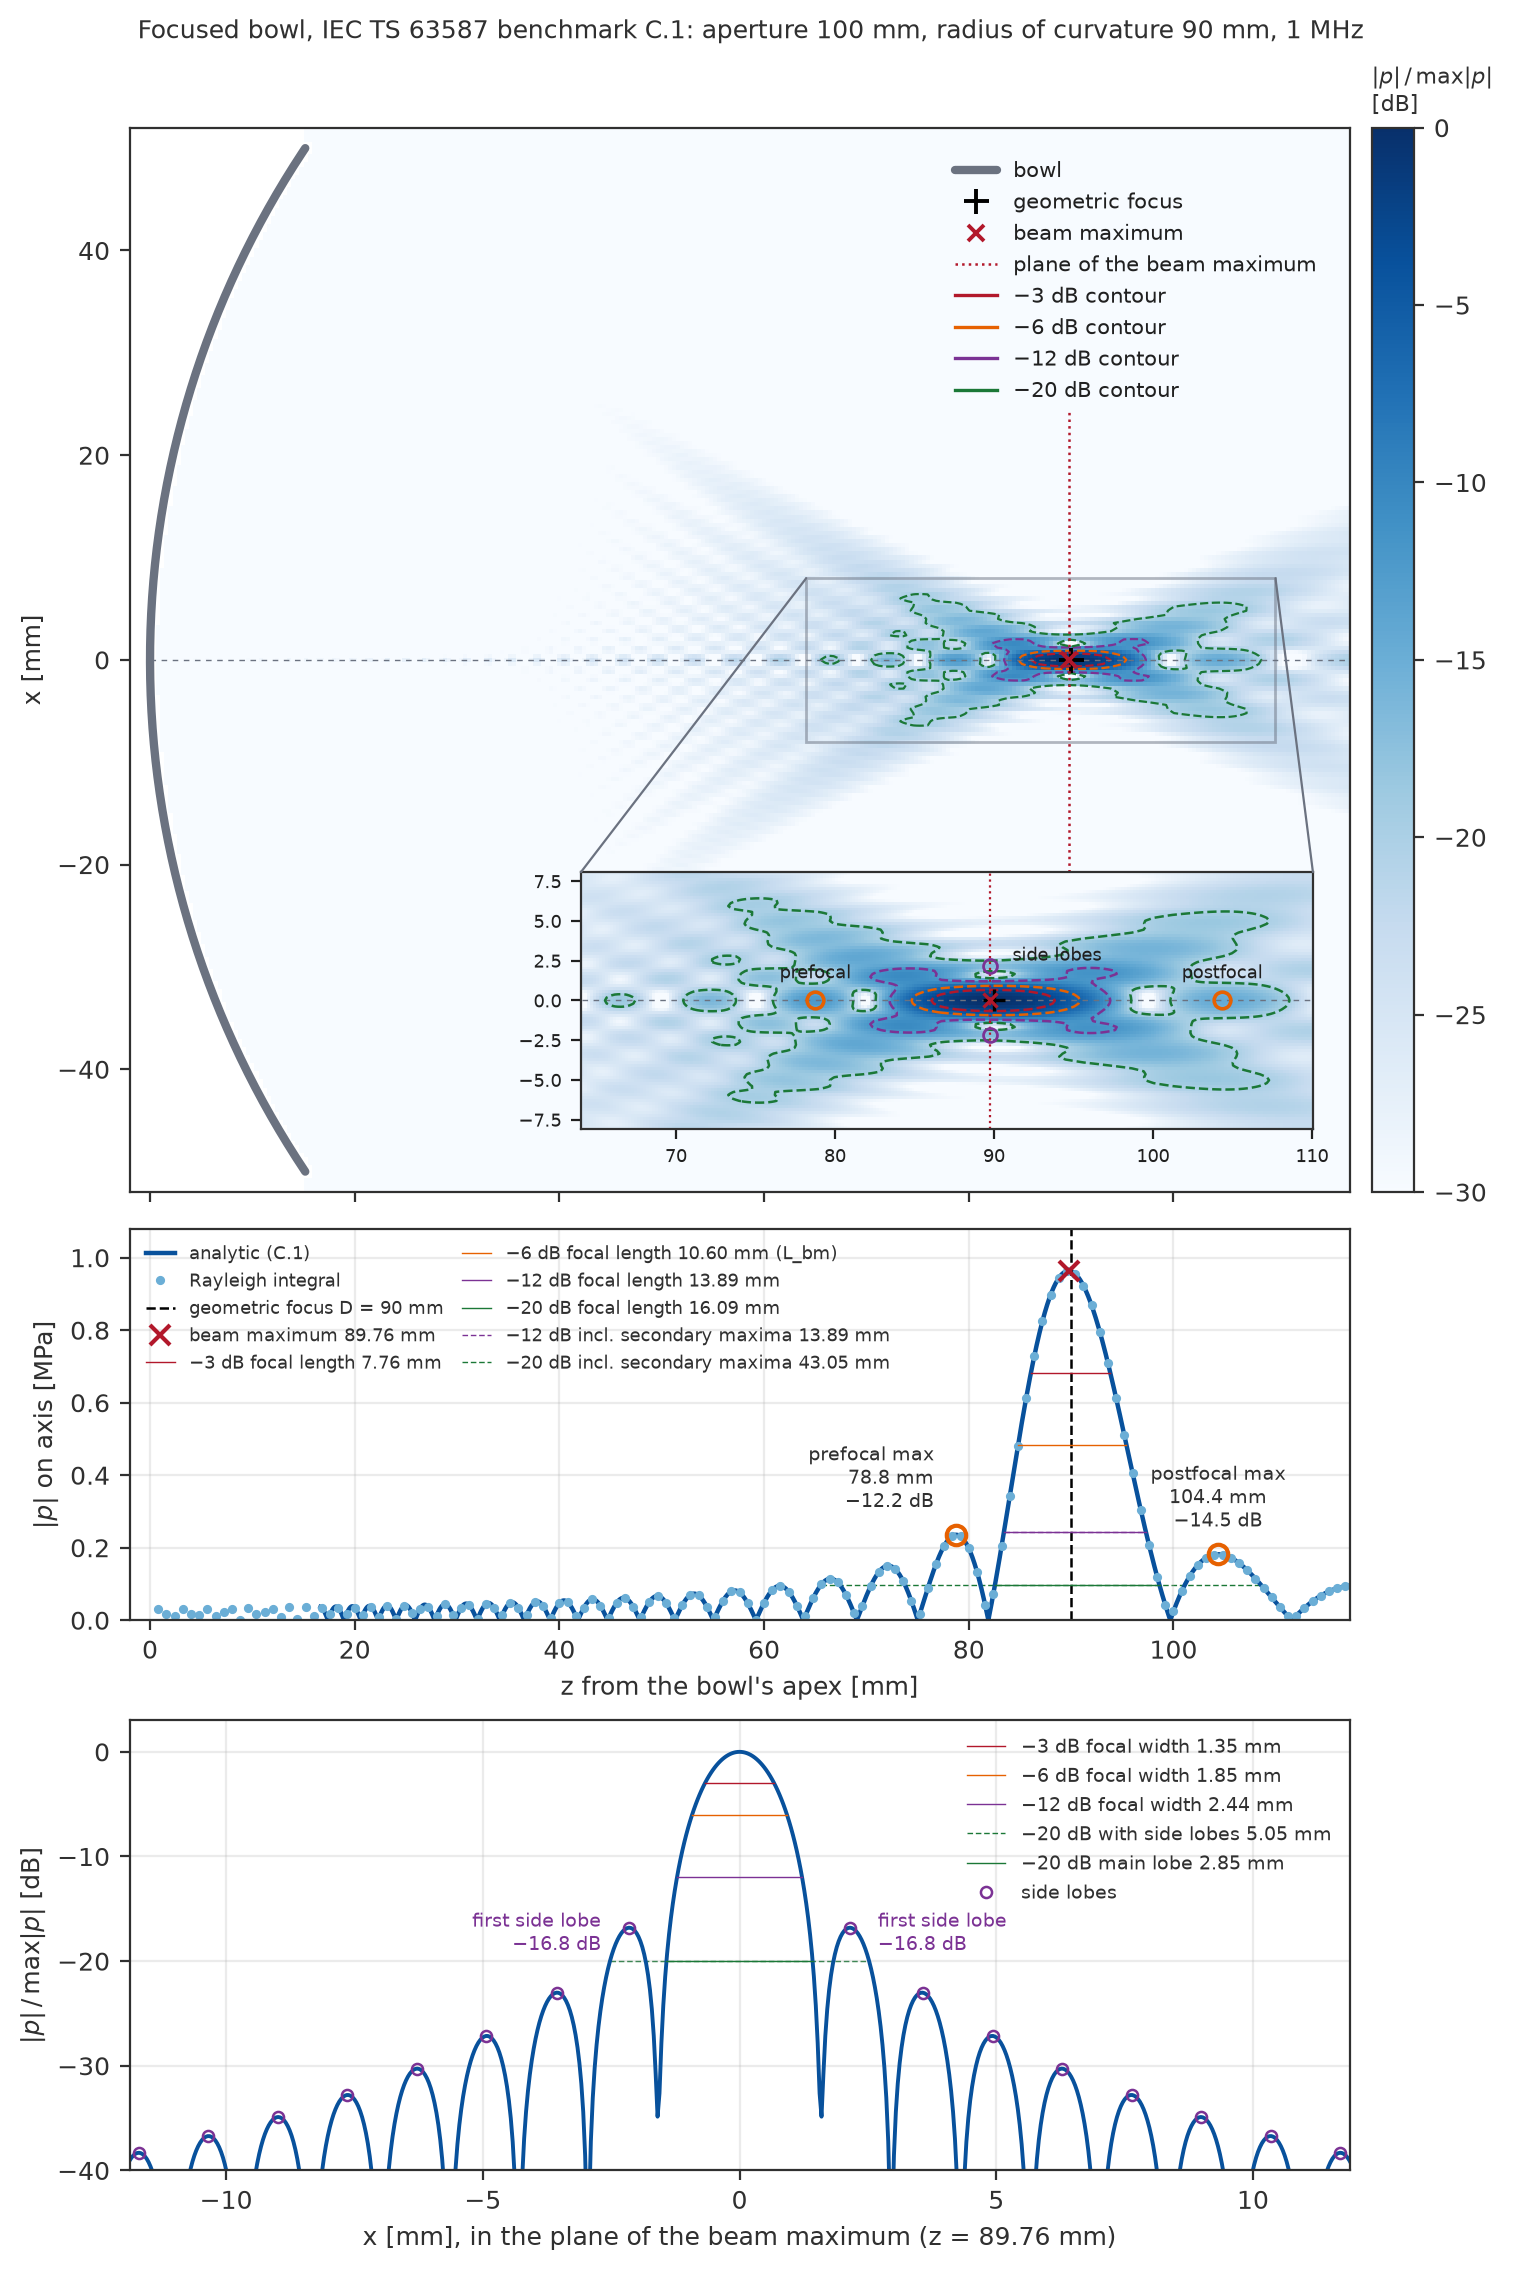 Focused bowl, IEC TS 63587 benchmark C.1: aperture 100 mm, radius of curvature 90 mm, 1 MHz
|p| / max|p|
[dB]
bowl
geometric focus
beam maximum
plane of the beam maximum
−3 dB contour
−6 dB contour
−12 dB contour
−20 dB contour
x [mm]
40
20
0
−20
−40
0
−5
−10
−15
−20
−25
−30
7.5
5.0
2.5
0.0
−2.5
−5.0
−7.5
side lobes
prefocal
postfocal
70
80
90
100
110
|p| on axis [MPa]
1.0
0.8
0.6
0.4
0.2
0.0
analytic (C.1)
Rayleigh integral
geometric focus D = 90 mm
beam maximum 89.76 mm
−3 dB focal length 7.76 mm
−6 dB focal length 10.60 mm (L_bm)
−12 dB focal length 13.89 mm
−20 dB focal length 16.09 mm
−12 dB incl. secondary maxima 13.89 mm
−20 dB incl. secondary maxima 43.05 mm
prefocal max
78.8 mm
−12.2 dB
postfocal max
104.4 mm
−14.5 dB
0
20
40
60
80
100
z from the bowl's apex [mm]
|p| / max|p| [dB]
0
−10
−20
−30
−40
−3 dB focal width 1.35 mm
−6 dB focal width 1.85 mm
−12 dB focal width 2.44 mm
−20 dB with side lobes 5.05 mm
−20 dB main lobe 2.85 mm
side lobes
first side lobe
−16.8 dB
first side lobe
−16.8 dB
−10
−5
0
5
10
x [mm], in the plane of the beam maximum (z = 89.76 mm)